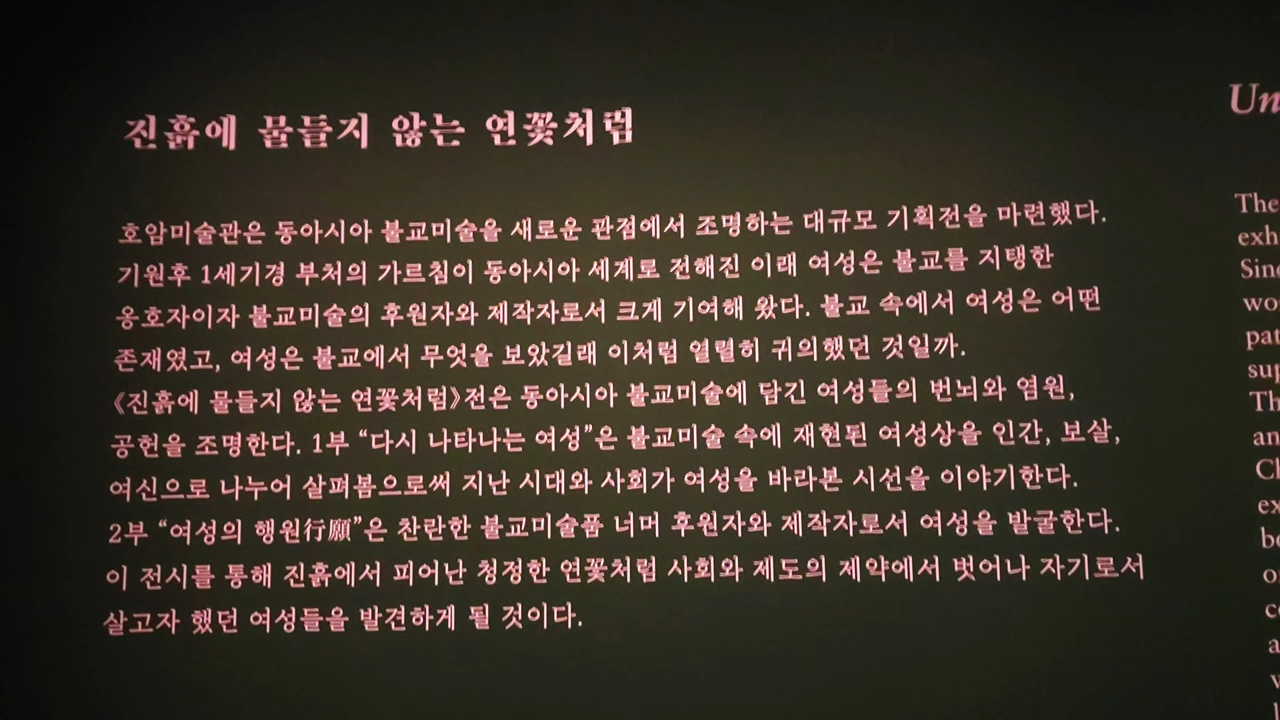 진흙에 물들지 않는 연꽃처럼
호암미술관은 동아시아 불교미술을 새로운 관점에서 조명하는 대규모 기획전을 마련했다.
기원후 1세기경 부처의 가르침이 동아시아 세계로 전해진 이래 여성은 불교를 지탱한
옹호자이자 불교미술의 후원자와 제작자로서 크게 기여해 왔다. 불교 속에서 여성은 어떤
존재였고, 여성은 불교에서 무엇을 보았길래 이처럼 열렬히 귀의했던 것일까.
《진흙에 물들지 않는 연꽃처럼》전은 동아시아 불교미술에 담긴 여성들의 번뇌와 염원,
공헌을 조명한다. 1부 “다시 나타나는 여성”은 불교미술 속에 재현된 여성상을 인간, 보살,
여신으로 나누어 살펴봄으로써 지난 시대와 사회가 여성을 바라본 시선을 이야기한다.
2부 “여성의 행원行願”은 찬란한 불교미술품 너머 후원자와 제작자로서 여성을 발굴한다.
이 전시를 통해 진흙에서 피어난 청정한 연꽃처럼 사회와 제도의 제약에서 벗어나 자기로서
살고자 했던 여성들을 발견하게 될 것이다.
Un
The
exh
Sinc
wo
pat
sup
Th
an
Cl
ex
be
o
c
a
w